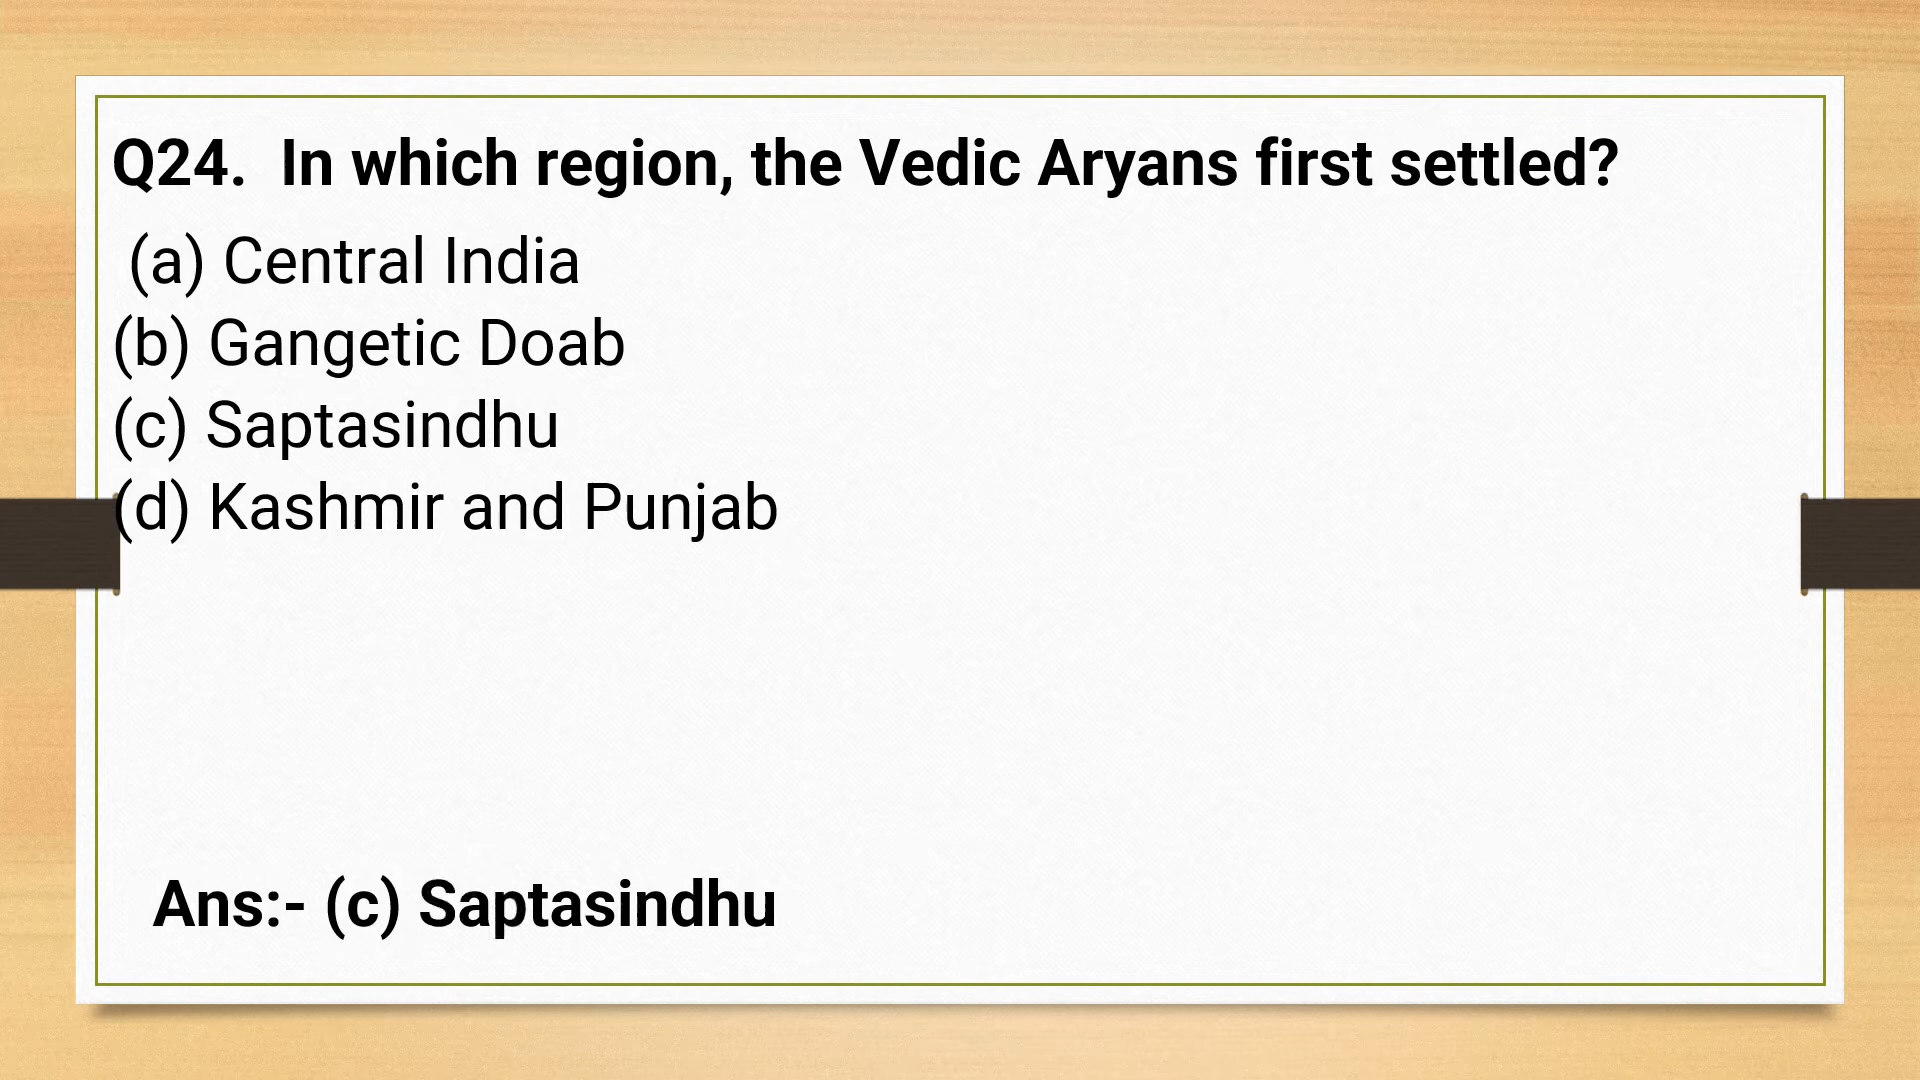 Q24.  In which region, the Vedic Aryans first settled?
(a) Central India
(b) Gangetic Doab
(c) Saptasindhu
(d) Kashmir and Punjab
Ans:- (c) Saptasindhu